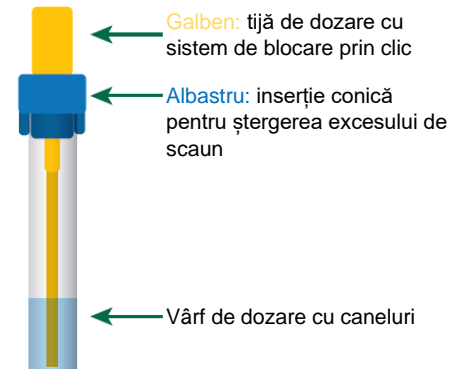 Galben: tijă de dozare cu
sistem de blocare prin clic
Albastru: inserție conică
pentru ștergerea excesului de
scaun
Vârf de dozare cu caneluri